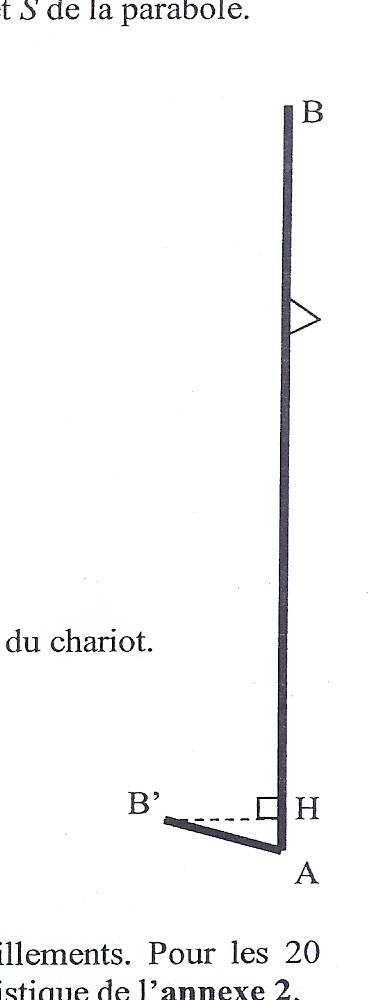 t S de la parabole.
B
du chariot.
B’
H
A
illements. Pour les 20
istique de l’annexe 2.